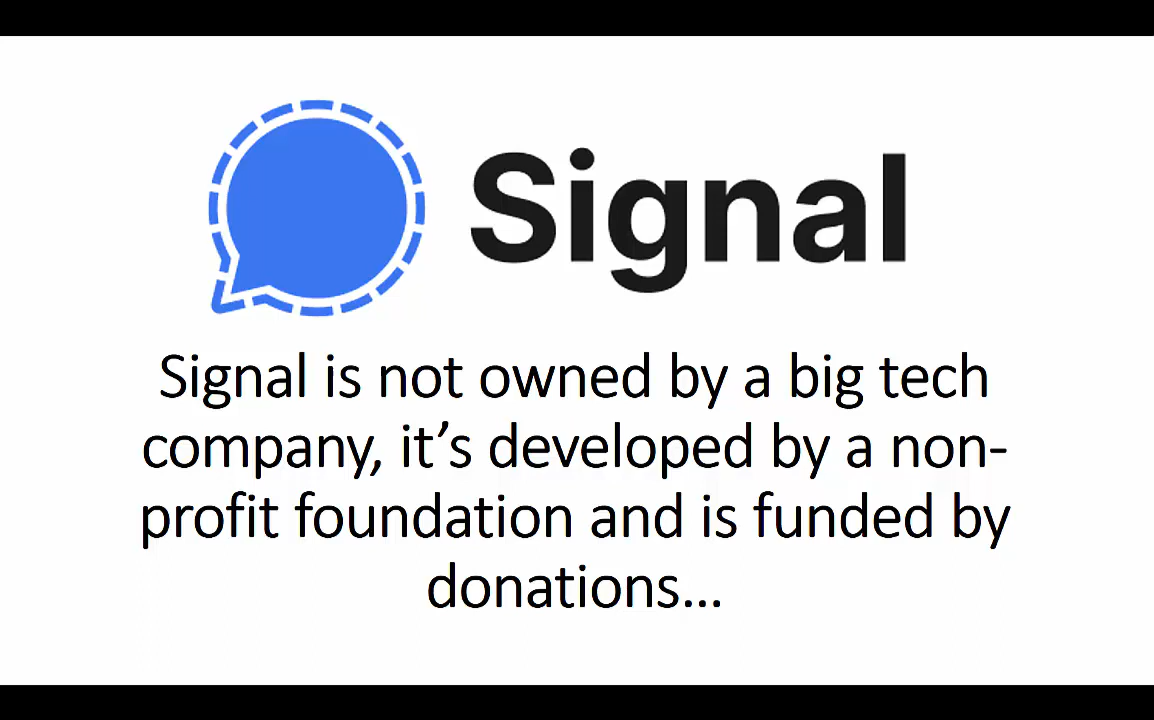 Signal
Signal is not owned by a big tech
company, it’s developed by a non-
profit foundation and is funded by
donations...